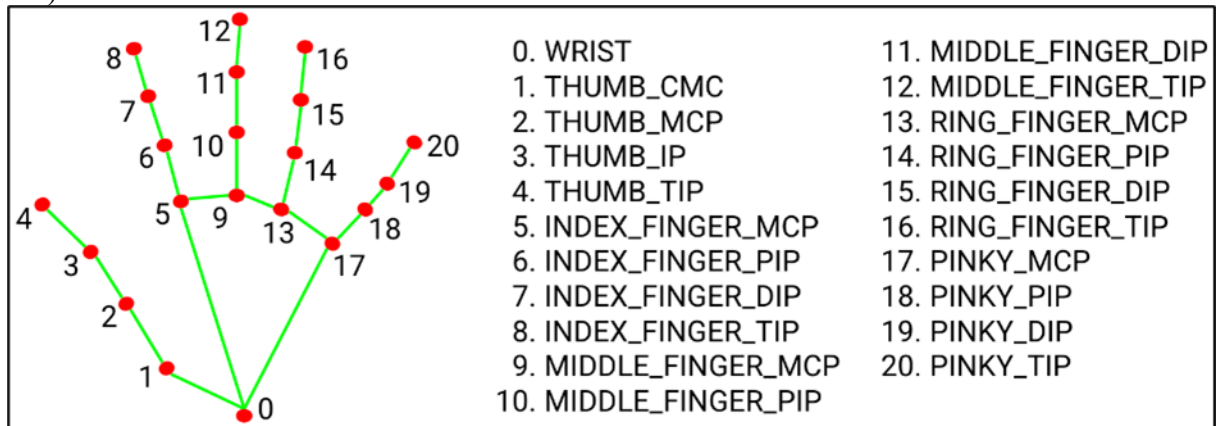 12
8
16
11
7
15
10
6
14
20
19
4
5
9
13
18
3
17
2
1
0
0. WRIST
1. THUMB_CMC
2. THUMB_MCP
3. THUMB_IP
4. THUMB_TIP
5. INDEX_FINGER_MCP
6. INDEX_FINGER_PIP
7. INDEX_FINGER_DIP
8. INDEX_FINGER_TIP
9. MIDDLE_FINGER_MCP
10. MIDDLE_FINGER_PIP
11. MIDDLE_FINGER_DIP
12. MIDDLE_FINGER_TIP
13. RING_FINGER_MCP
14. RING_FINGER_PIP
15. RING_FINGER_DIP
16. RING_FINGER_TIP
17. PINKY_MCP
18. PINKY_PIP
19. PINKY_DIP
20. PINKY_TIP